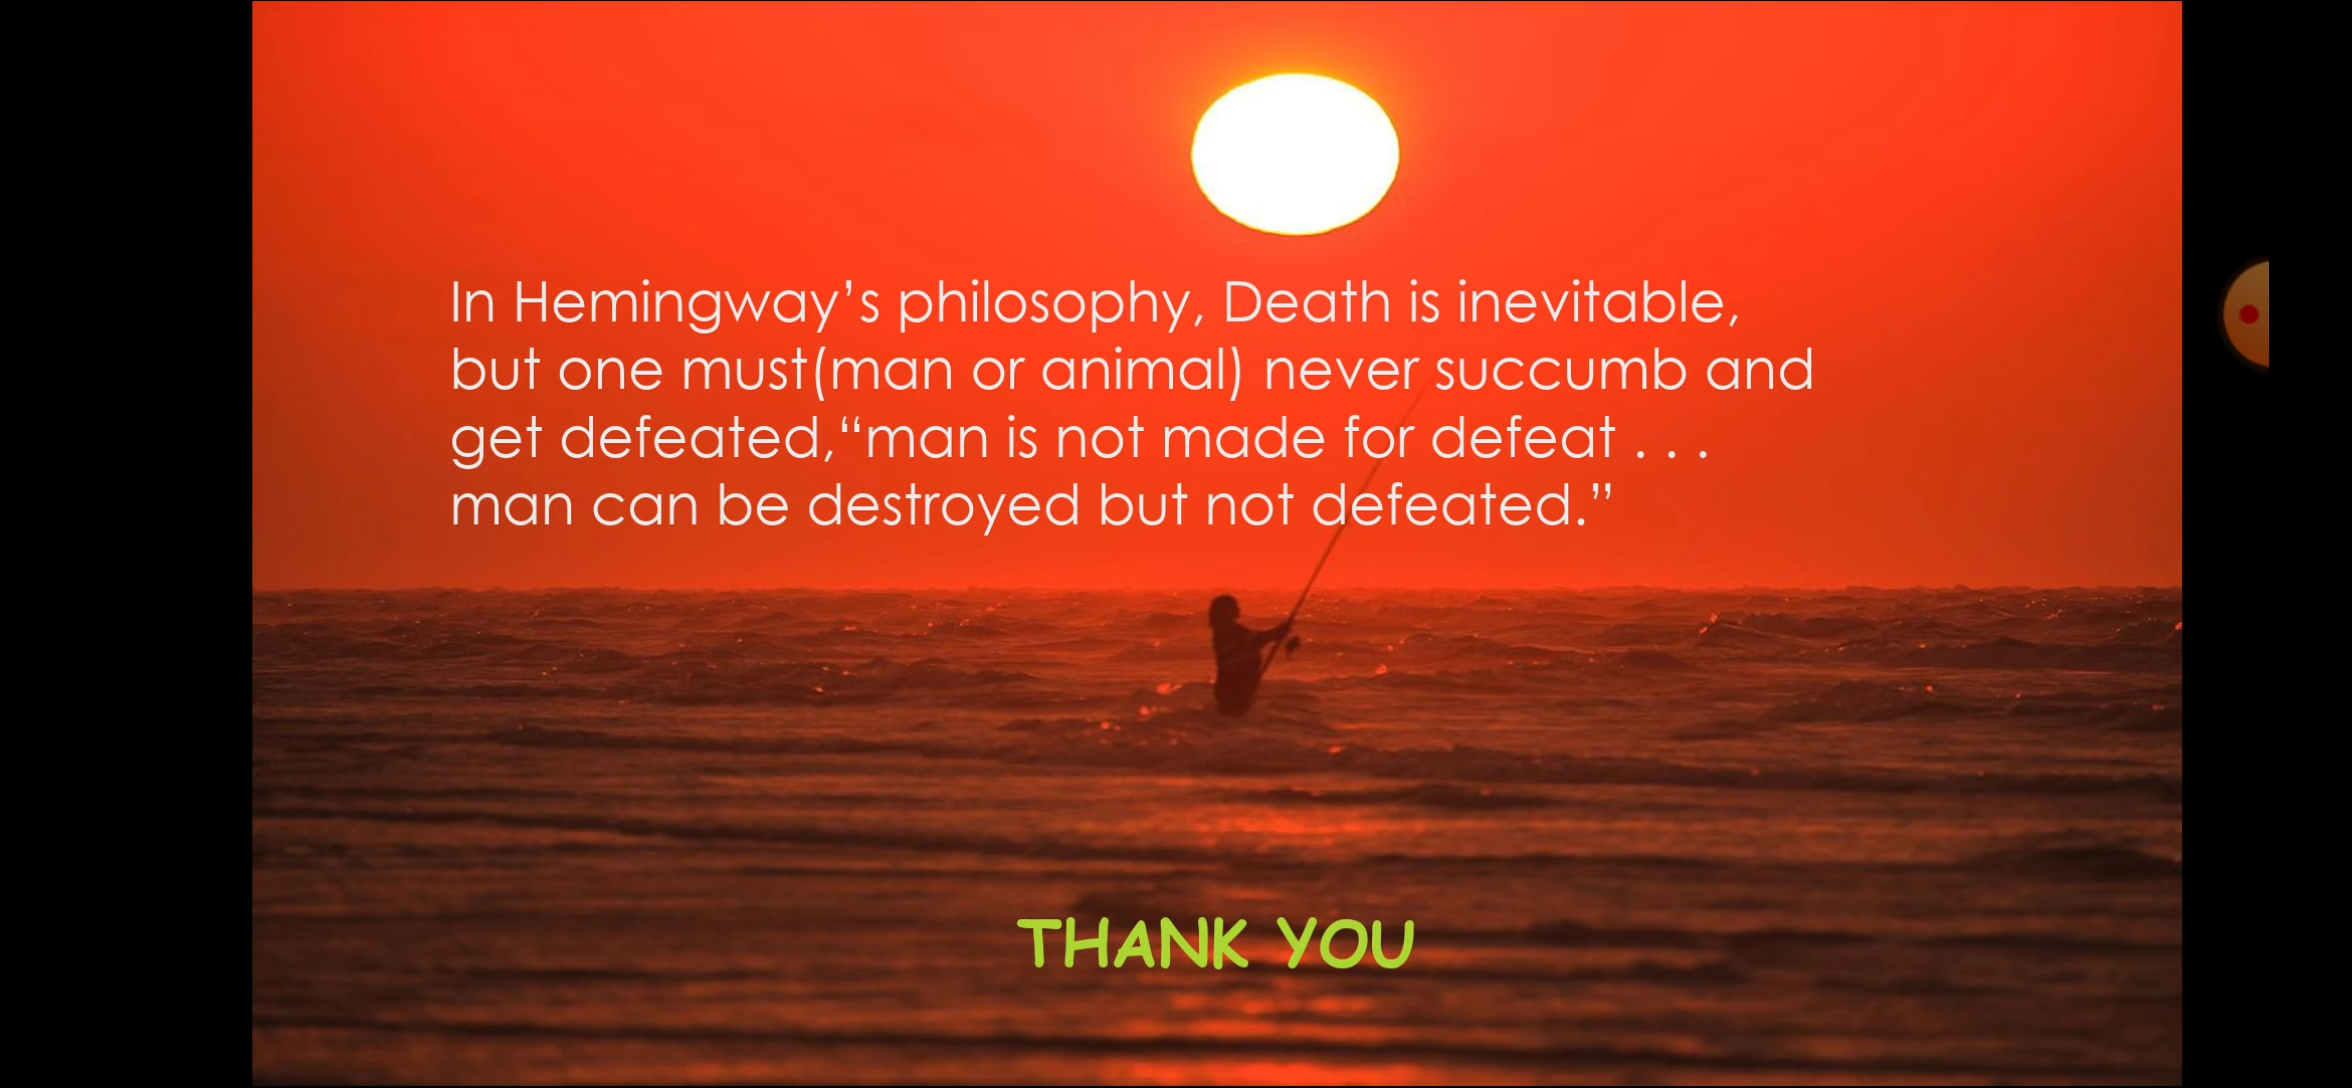 In Hemingway’s philosophy, Death is inevitable,
but one must(man or animal) never succumb and
get defeated,“man is not made for defeat . . .
man can be destroyed but not defeated.”
THANK YOU